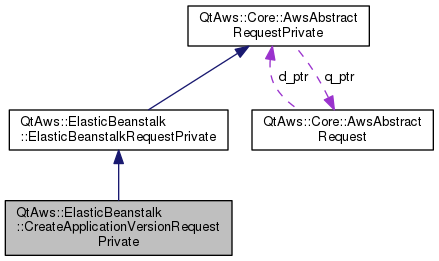 QtAws::Core::AwsAbstract
RequestPrivate
d_ptr
q_ptr
QtAws::ElasticBeanstalk
::ElasticBeanstalkRequestPrivate
QtAws::Core::AwsAbstract
Request
QtAws::ElasticBeanstalk
::CreateApplicationVersionRequest
Private